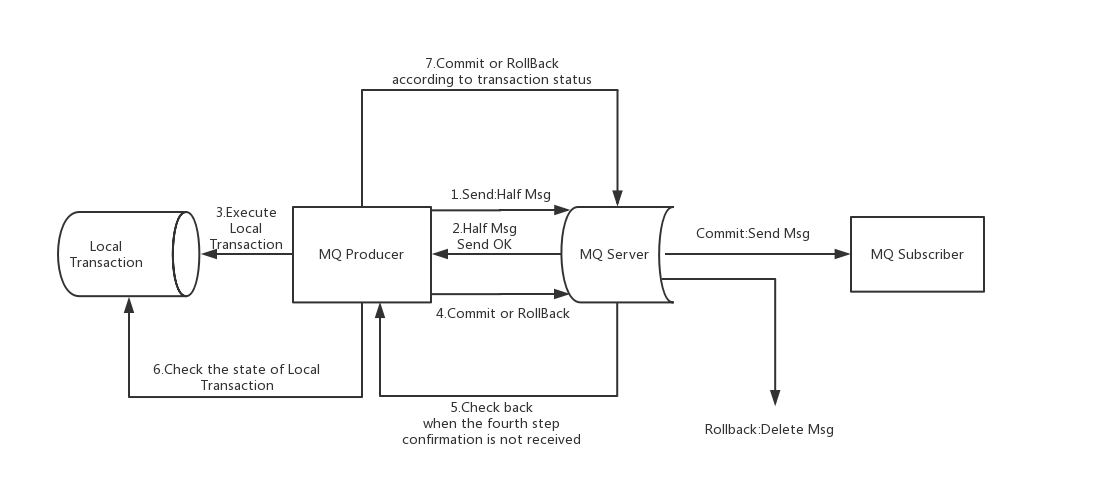 7.Commit or RollBack
according to transaction status
1.Send:Half Msg
3.Execute
Local
Transaction
2.Half Msg
Send OK
Commit:Send Msg
Local
Transaction
MQ Producer
MQ Server
MQ Subscriber
4.Commit or RollBack
6.Check the state of Local
Transaction
5.Check back
when the fourth step
confirmation is not received
Rollback:Delete Msg